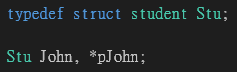 typedef struct student Stu;
Stu John, *pJohn;